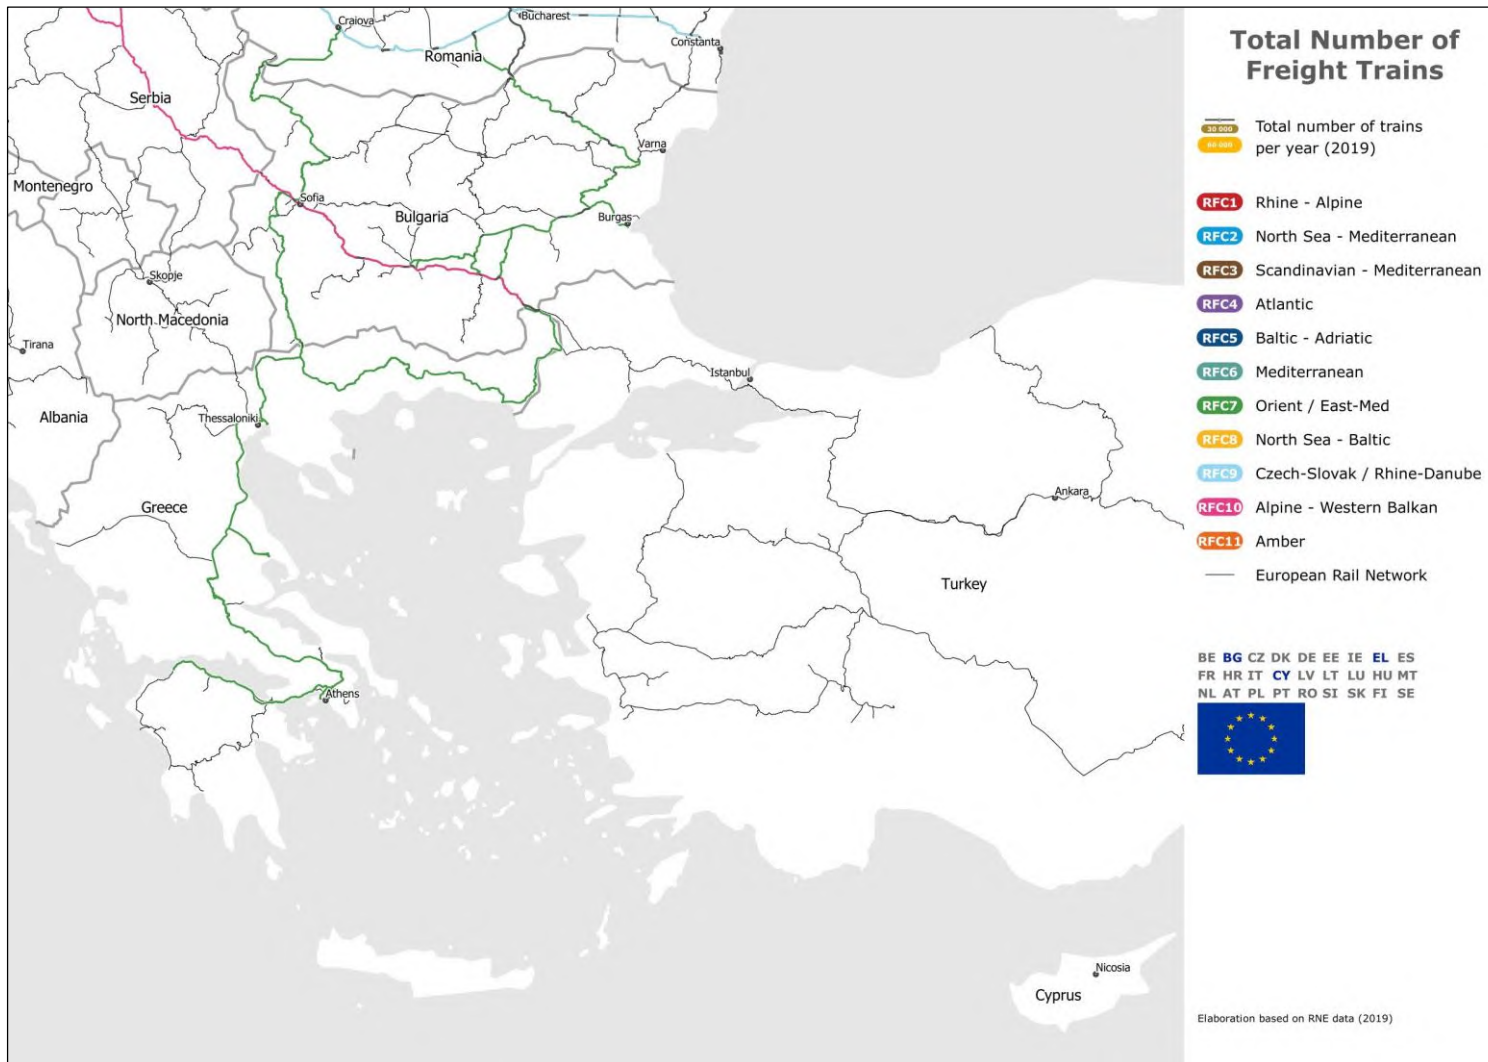 Craiova
Bucharest
Constanta
Romania
Serbia
Varna
Montenegro
Sofia
Bulgaria
Burgas
Skopje
North Macedonia
Tirana
Istanbul
Albania
Thessaloniki
Ankara
Greece
Turkey
Athens
Nicosia
Cyprus
Total Number of
Freight Trains
30 000
60 000
Total number of trains
per year (2019)
RFC1 Rhine - Alpine
RFC2 North Sea - Mediterranean
RFC3 Scandinavian - Mediterranean
RFC4 Atlantic
RFC5 Baltic - Adriatic
RFC6 Mediterranean
RFC7 Orient / East-Med
RFC8 North Sea - Baltic
RFC9 Czech-Slovak / Rhine-Danube
RFC10 Alpine - Western Balkan
RFC11 Amber
European Rail Network
BE BG CZ DK DE EE IE EL ES
FR HR IT CY LV LT LU HU MT
NL AT PL PT RO SI SK FI SE
Elaboration based on RNE data (2019)